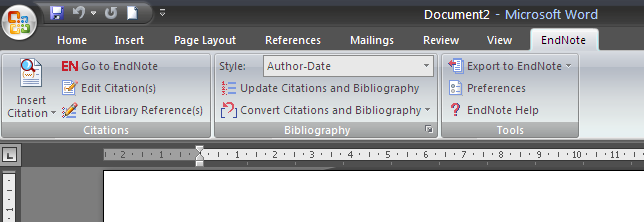 Document2 - Microsoft Word
Home Insert Page Layout References Mailings Review View EndNote
EN Go to EndNote
Edit Citation(s)
Edit Library Reference(s)
Insert
Citation
Citations
Style: Author-Date
Update Citations and Bibliography
Convert Citations and Bibliography
Bibliography
Export to EndNote
Preferences
? EndNote Help
Tools
L 2 1 1 2 3 4 5 6 7 8 9 10 11
1